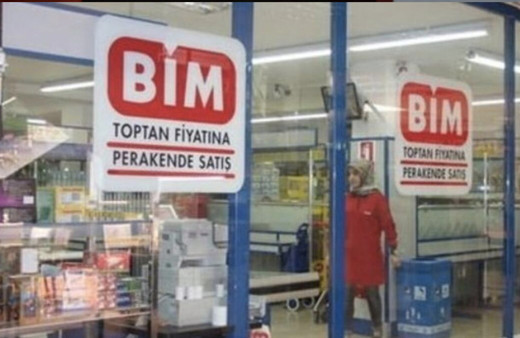 BİM
TOPTAN FİYATINA
PERAKENDE SATIŞ
BİM
TOPTAN FİYATINA
PERAKENDE SATIŞ